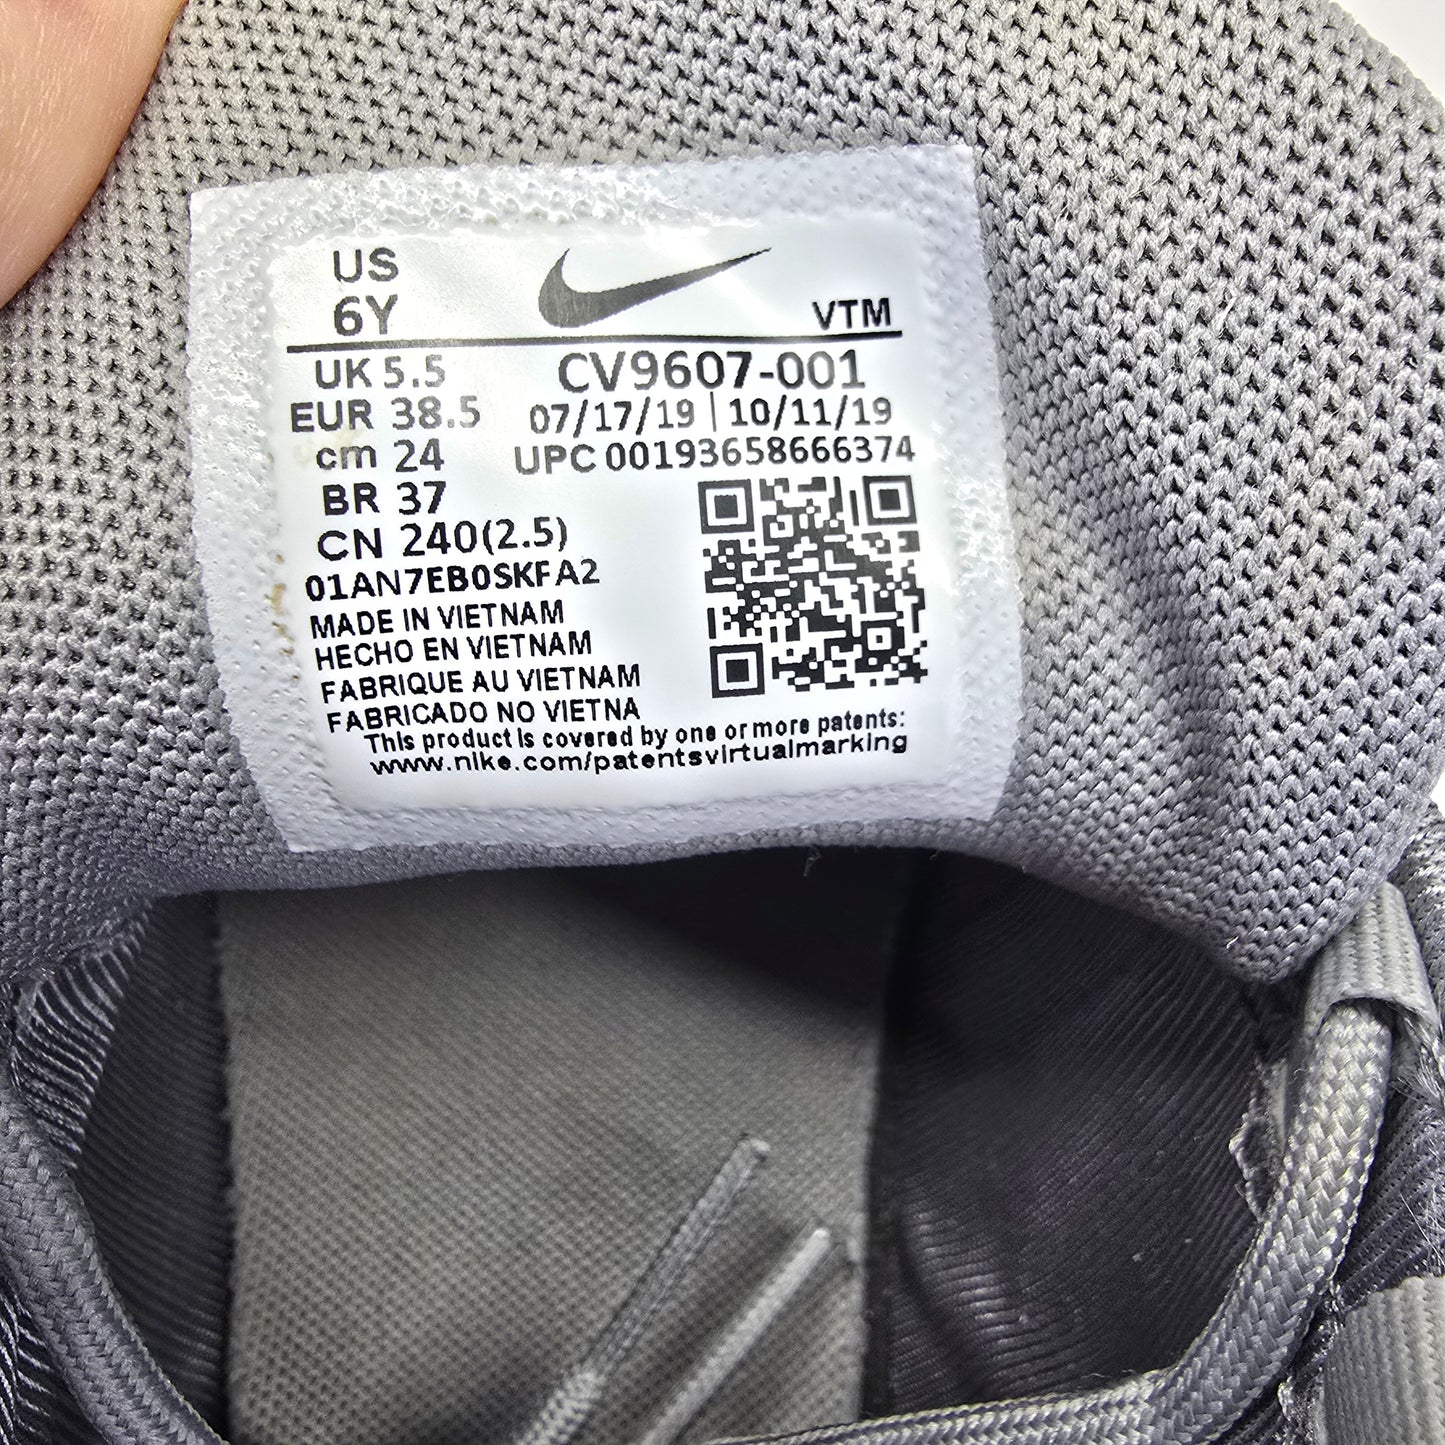 US
6Y
VTM
UK 5.5
CV9607-001
EUR 38.5
07/17/19 | 10/11/19
cm 24
UPC 00193658666374
BR 37
CN 240(2.5)
01AN7EB0SKFA2
MADE IN VIETNAM
HECHO EN VIETNAM
FABRIQUE AU VIETNAM
FABRICADO NO VIETNA
This product is covered by one or more patents:
www.nike.com/patentsvirtualmarking